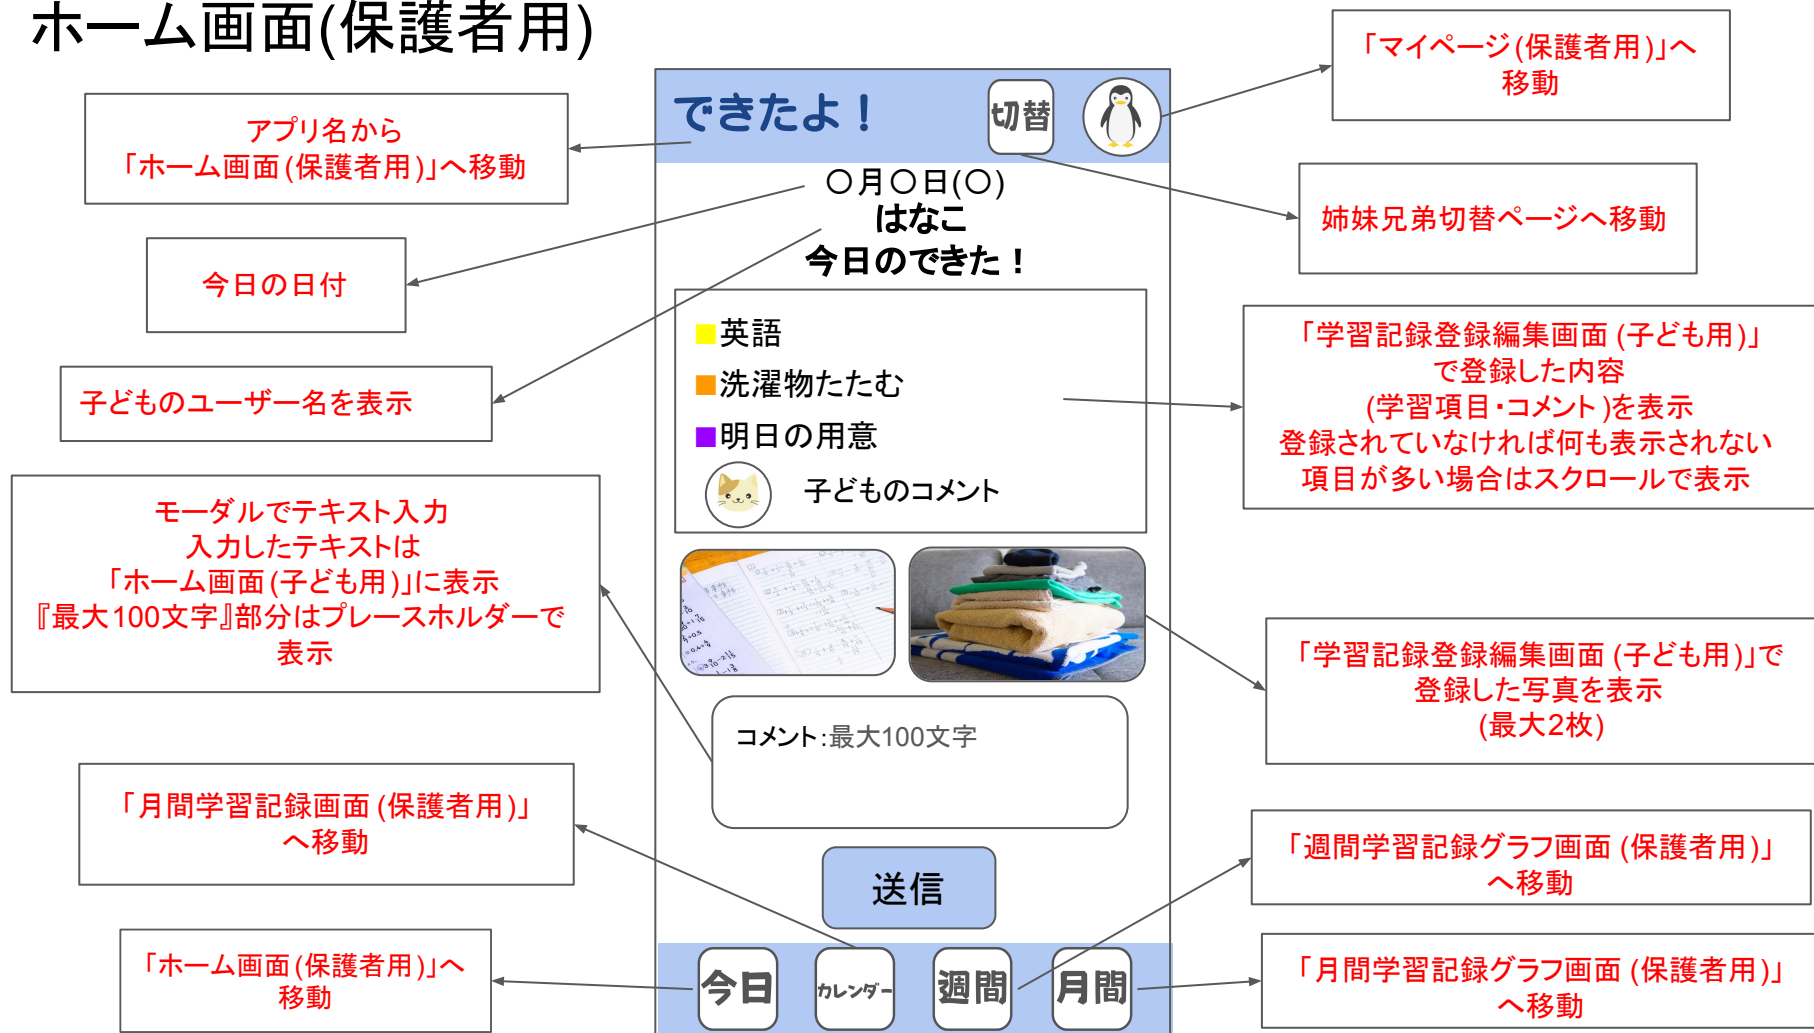 ホーム画面(保護者用)
「マイページ(保護者用)」へ
移動
アプリ名から
「ホーム画面(保護者用)」へ移動
できたよ！
切替
姉妹兄弟切替ページへ移動
〇月〇日(〇)
はなこ
今日のできた！
今日の日付
子どものユーザー名を表示
■英語
■洗濯物たたむ
■明日の用意
子どものコメント
「学習記録登録編集画面(子ども用)」
で登録した内容
(学習項目・コメント)を表示
登録されていなければ何も表示されない
項目が多い場合はスクロールで表示
モーダルでテキスト入力
入力したテキストは
「ホーム画面(子ども用)」に表示
『最大100文字』部分はプレースホルダーで
表示
「学習記録登録編集画面(子ども用)」で
登録した写真を表示
(最大2枚)
コメント:最大100文字
「月間学習記録画面(保護者用)」
へ移動
送信
「週間学習記録グラフ画面(保護者用)」
へ移動
「ホーム画面(保護者用)」へ
移動
今日
カレンダー
週間
月間
「月間学習記録グラフ画面(保護者用)」
へ移動